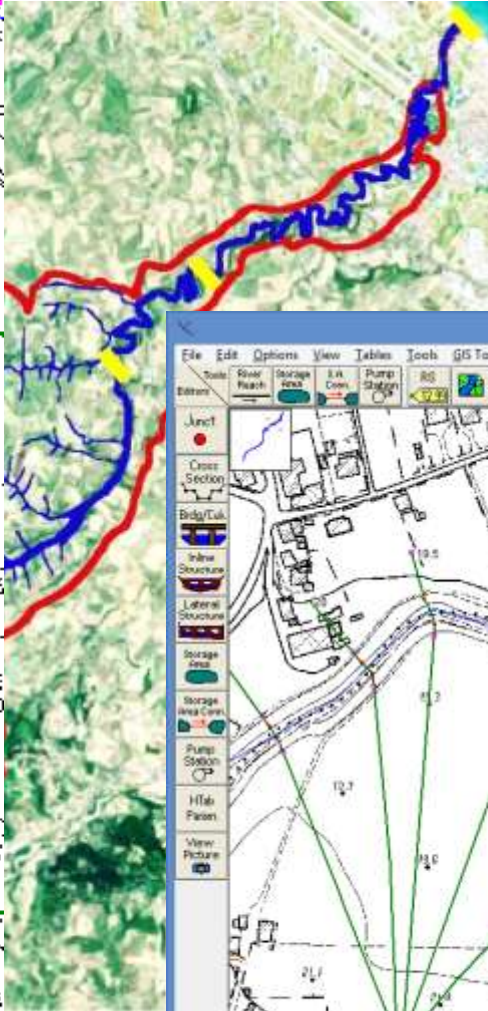 File Edit Options View Tables Tools GIS To
Tools
Editors
River
Reach
Storage
Area
S.A.
Conn.
Pump
Station
RS
Junct
Cross
Section
Brdg/Culv
Inline
Structure
Lateral
Structure
Storage
Area
Storage
Area Conn.
Pump
Station
HTab
Param.
View
Picture
19.5